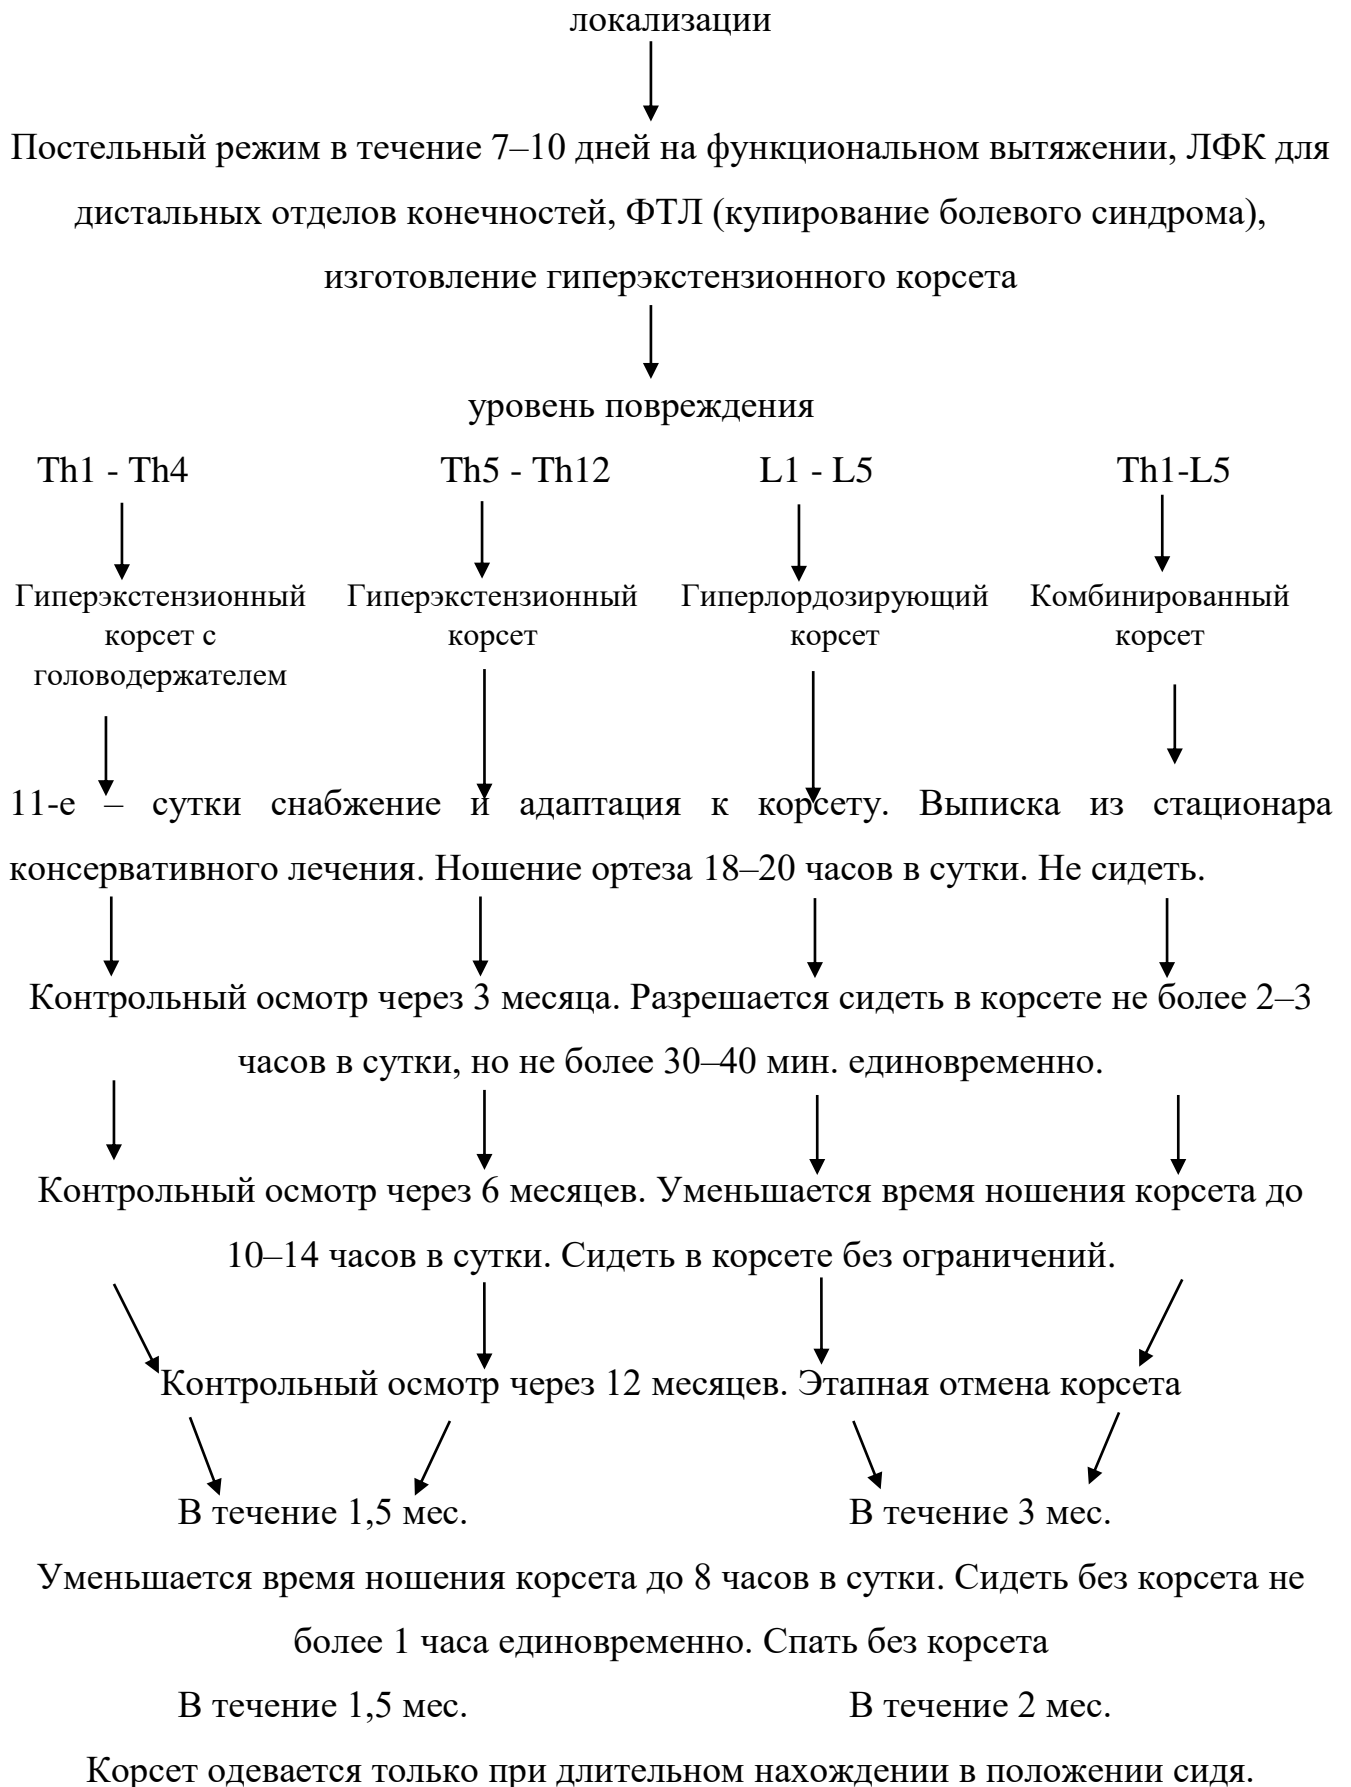 локализации
Постельный режим в течение 7–10 дней на функциональном вытяжении, ЛФК для
дистальных отделов конечностей, ФТЛ (купирование болевого синдрома),
изготовление гиперэкстензионного корсета
уровень повреждения
Th1 - Th4 Th5 - Th12 L1 - L5 Th1-L5
Гиперэкстензионный Гиперэкстензионный Гиперлордозирующий Комбинированный
корсет с корсет корсет корсет
головодержателем
11-е – сутки снабжение и адаптация к корсету. Выписка из стационара
консервативного лечения. Ношение ортеза 18–20 часов в сутки. Не сидеть.
Контрольный осмотр через 3 месяца. Разрешается сидеть в корсете не более 2–3
часов в сутки, но не более 30–40 мин. единовременно.
Контрольный осмотр через 6 месяцев. Уменьшается время ношения корсета до
10–14 часов в сутки. Сидеть в корсете без ограничений.
Контрольный осмотр через 12 месяцев. Этапная отмена корсета
В течение 1,5 мес. В течение 3 мес.
Уменьшается время ношения корсета до 8 часов в сутки. Сидеть без корсета не
более 1 часа единовременно. Спать без корсета
В течение 1,5 мес. В течение 2 мес.
Корсет одевается только при длительном нахождении в положении сидя.